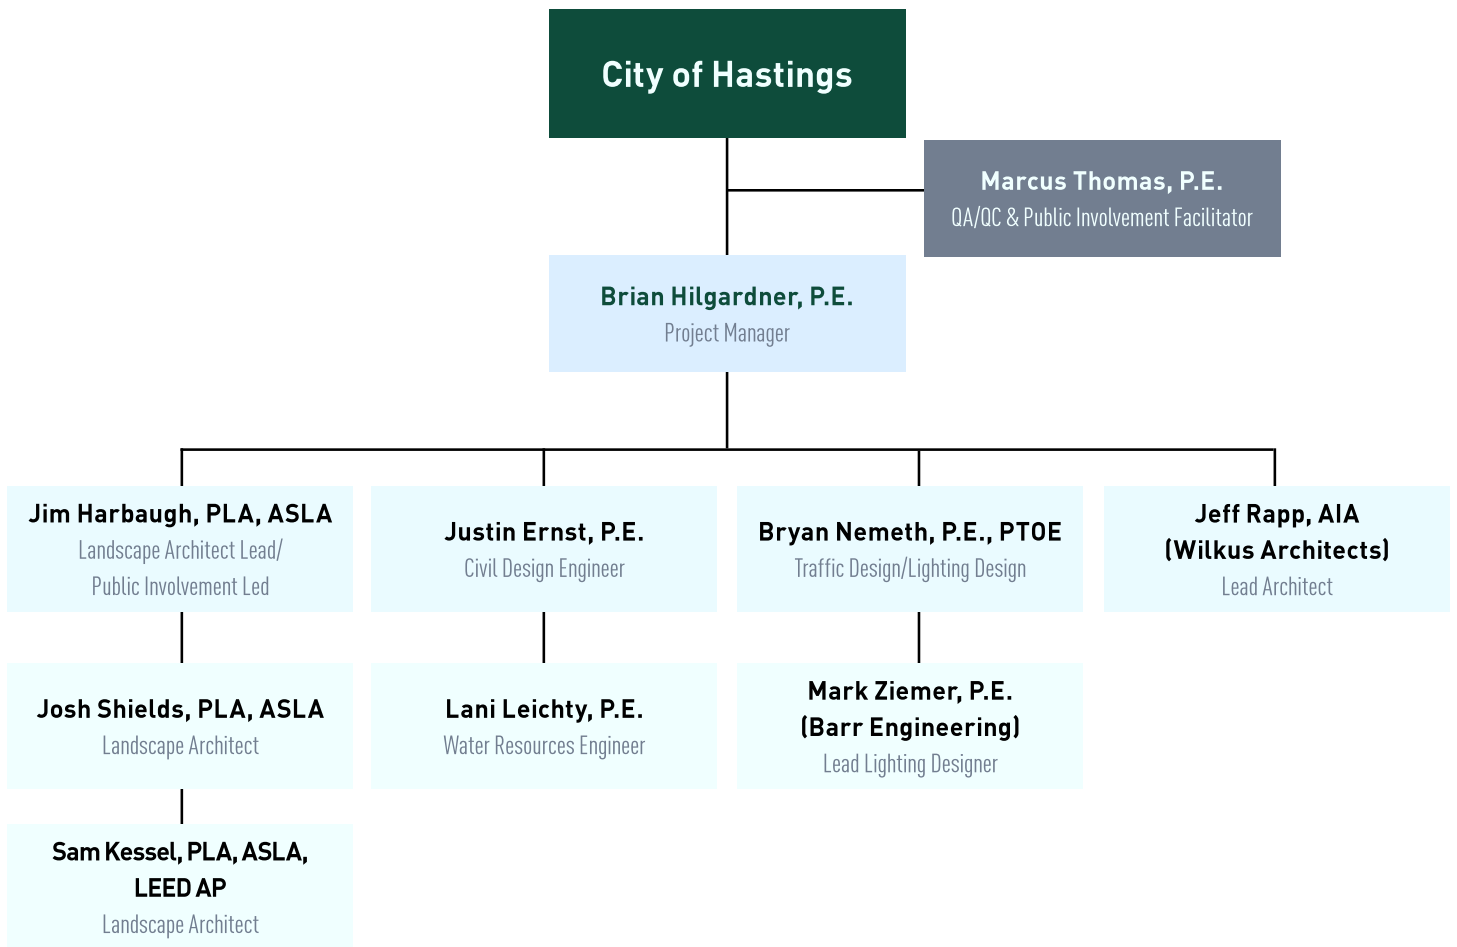 City of Hastings
Marcus Thomas, P.E.
QA/QC & Public Involvement Facilitator
Brian Hilgardner, P.E.
Project Manager
Jim Harbaugh, PLA, ASLA
Landscape Architect Lead/
Public Involvement Led
Justin Ernst, P.E.
Civil Design Engineer
Bryan Nemeth, P.E., PTOE
Traffic Design/Lighting Design
Jeff Rapp, AIA
(Wilkus Architects)
Lead Architect
Josh Shields, PLA, ASLA
Landscape Architect
Lani Leichty, P.E.
Water Resources Engineer
Mark Ziemer, P.E.
(Barr Engineering)
Lead Lighting Designer
Sam Kessel, PLA, ASLA,
LEED AP
Landscape Architect